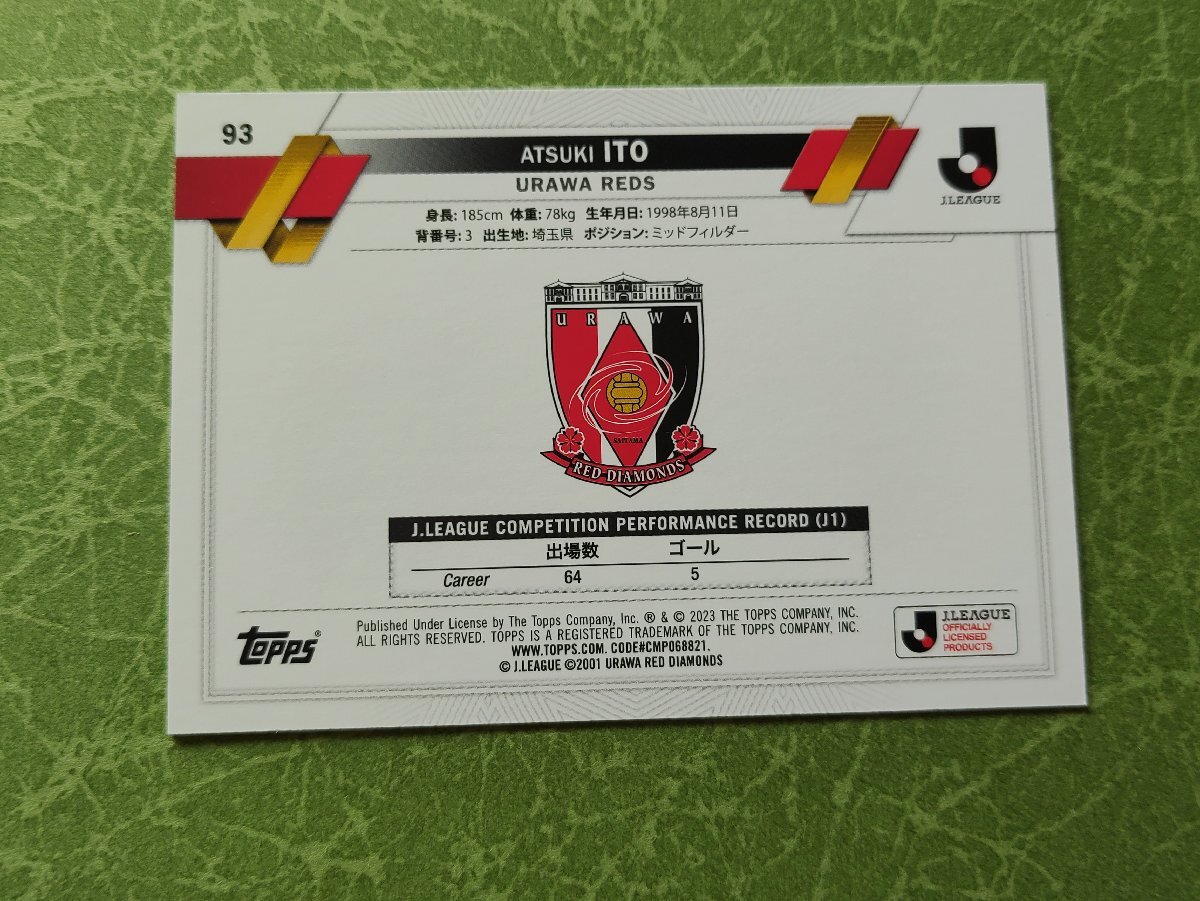 93
ATSUKI ITO
URAWA REDS
J.LEAGUE
身長: 185cm 体重: 78kg 生年月日: 1998年8月11日
背番号: 3 出生地: 埼玉県 ポジション: ミッドフィルダー
URAWA
SAITAMA
RED DIAMONDS
J.LEAGUE COMPETITION PERFORMANCE RECORD (J1)
出場数 ゴール
Career 64 5
topps®
Published Under License by The Topps Company, Inc. ® & © 2023 THE TOPPS COMPANY, INC.
ALL RIGHTS RESERVED. TOPPS IS A REGISTERED TRADEMARK OF THE TOPPS COMPANY, INC.
WWW.TOPPS.COM. CODE#CMP068821.
© J.LEAGUE ©2001 URAWA RED DIAMONDS
J.LEAGUE
OFFICIALLY
LICENSED
PRODUCTS